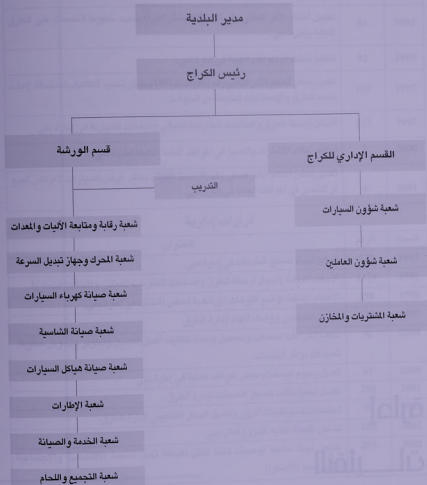 مدير البلدية
رئيس الكراج
القسم الإداري للكراج
شعبة شؤون السيارات
شعبة شؤون العاملين
شعبة المشتريات والمخازن
قسم الورشة
التدريب
شعبة رقابة ومتابعة الآليات والمعدات
شعبة المحرك وجهاز تبديل السرعة
شعبة صيانة كهرباء السيارات
شعبة صيانة الشاسية
شعبة صيانة هياكل السيارات
شعبة الإطارات
شعبة الخدمة والصيانة
شعبة التجميع واللحام